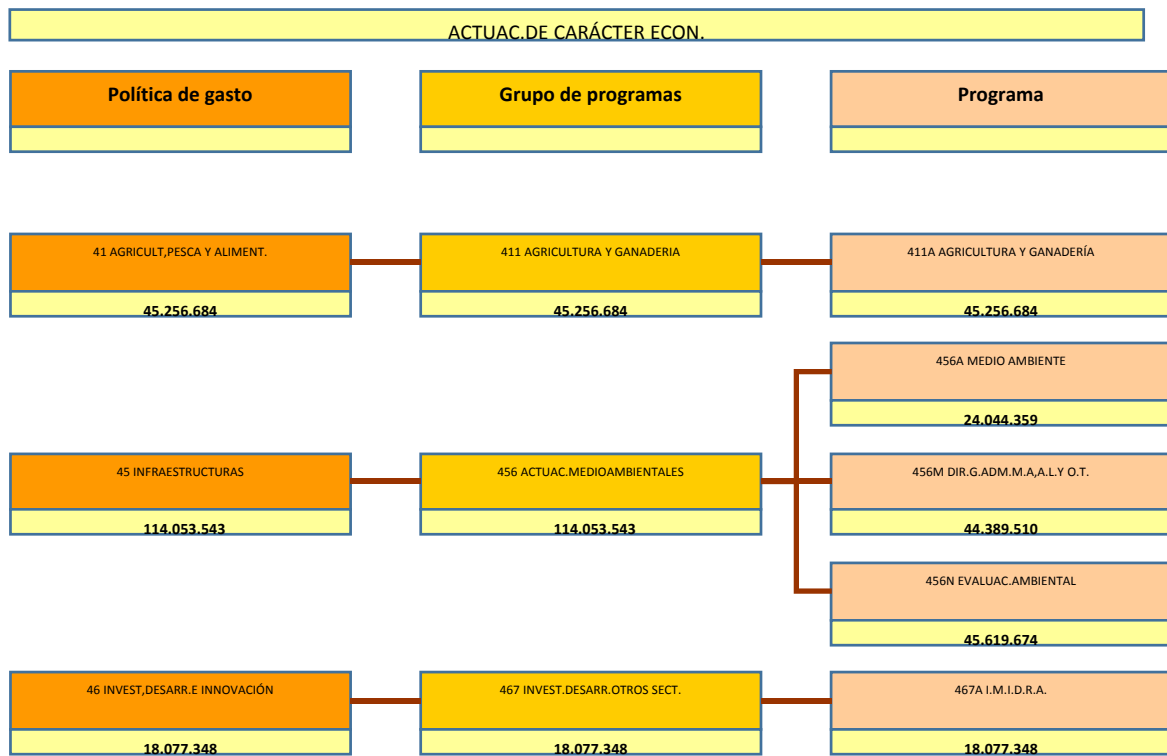 ACTUAC.DE CARÁCTER ECON.
Política de gasto
Grupo de programas
Programa
41 AGRICULT,PESCA Y ALIMENT.
45.256.684
411 AGRICULTURA Y GANADERIA
45.256.684
411A AGRICULTURA Y GANADERÍA
45.256.684
456A MEDIO AMBIENTE
24.044.359
45 INFRAESTRUCTURAS
114.053.543
456 ACTUAC.MEDIOAMBIENTALES
114.053.543
456M DIR.G.ADM.M.A,A.L.Y O.T.
44.389.510
456N EVALUAC.AMBIENTAL
45.619.674
46 INVEST,DESARR.E INNOVACIÓN
18.077.348
467 INVEST.DESARR.OTROS SECT.
18.077.348
467A I.M.I.D.R.A.
18.077.348